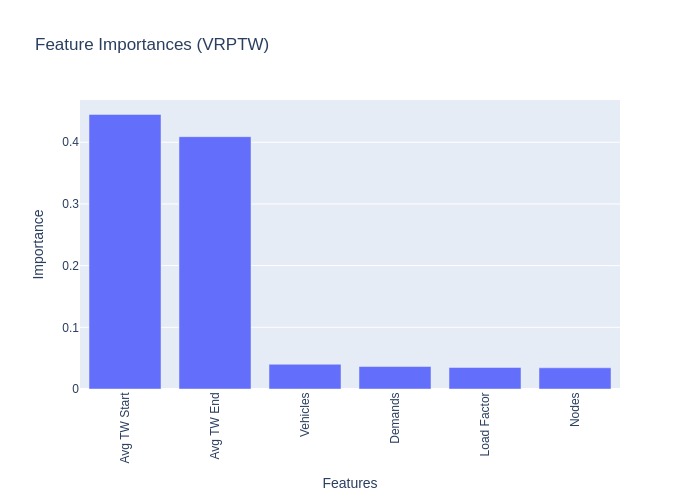 Feature Importances (VRPTW)
Importance
0.4
0.3
0.2
0.1
0
Avg TW Start
Avg TW End
Vehicles
Demands
Load Factor
Nodes
Features